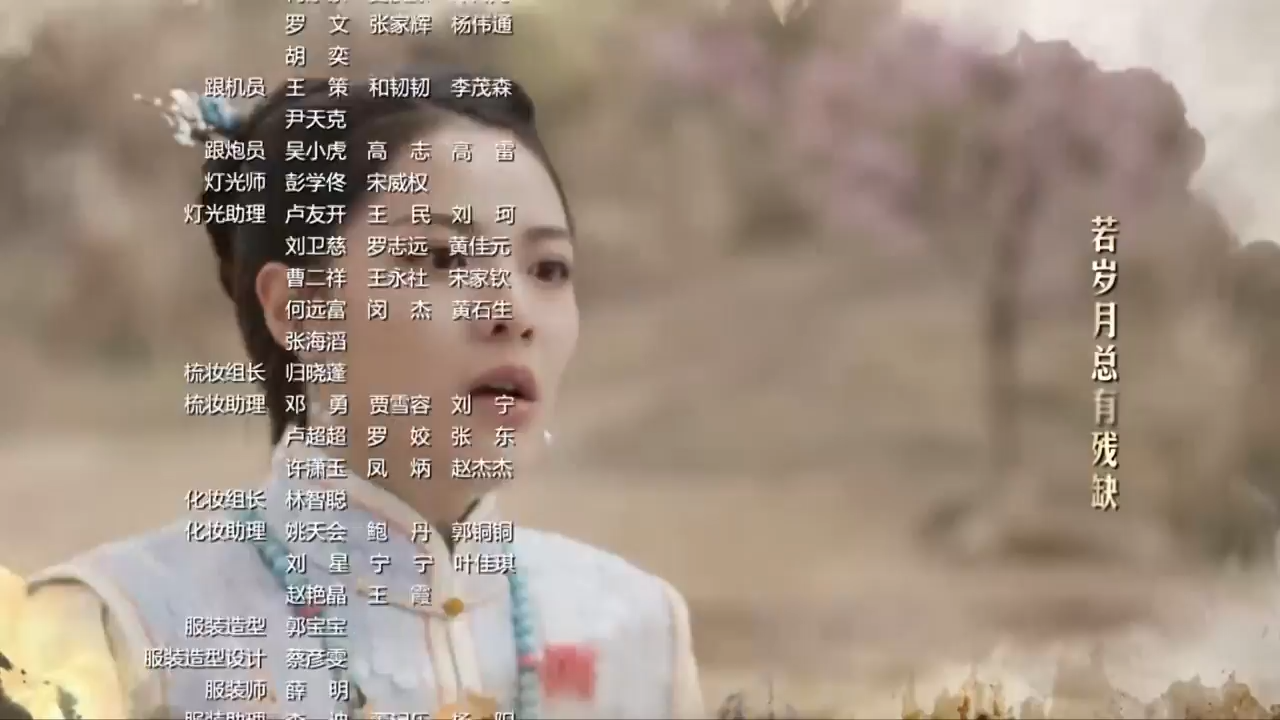 罗 文 张家辉 杨伟通
胡 奕
跟机员 王 策 和韧韧 李茂森
尹天克
跟炮员 吴小虎 高 志 高 雷
灯光师 彭学佟 宋威权
灯光助理 卢友开 王 民 刘 珂
刘卫慈 罗志远 黄佳元
曹二祥 王永社 宋家钦
何远富 闵 杰 黄石生
张海滔
梳妆组长 归晓蓬
梳妆助理 邓 勇 贾雪容 刘 宁
卢超超 罗 姣 张 东
许潇玉 凤 炳 赵杰杰
化妆组长 林智聪
化妆助理 姚天会 鲍 丹 郭铜铜
刘 星 宁 宁 叶佳琪
赵艳晶 王 霞
服装造型 郭宝宝
服装造型设计 蔡彦雯
服装师 薛 明
服装助理
若岁月总有残缺